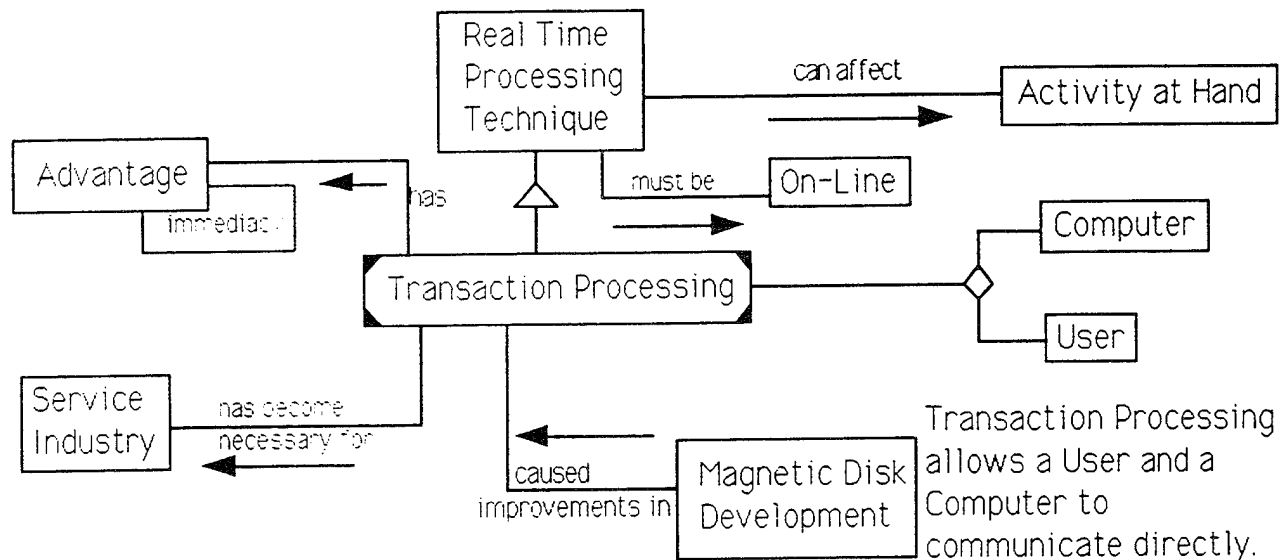 Real Time
Processing
Technique
can affect
Activity at Hand
Advantage
has
must be
On-Line
Computer
Transaction Processing
User
Service
Industry
has become
necessary for
caused
improvements in
Magnetic Disk
Development
Transaction Processing
allows a User and a
Computer to
communicate directly.